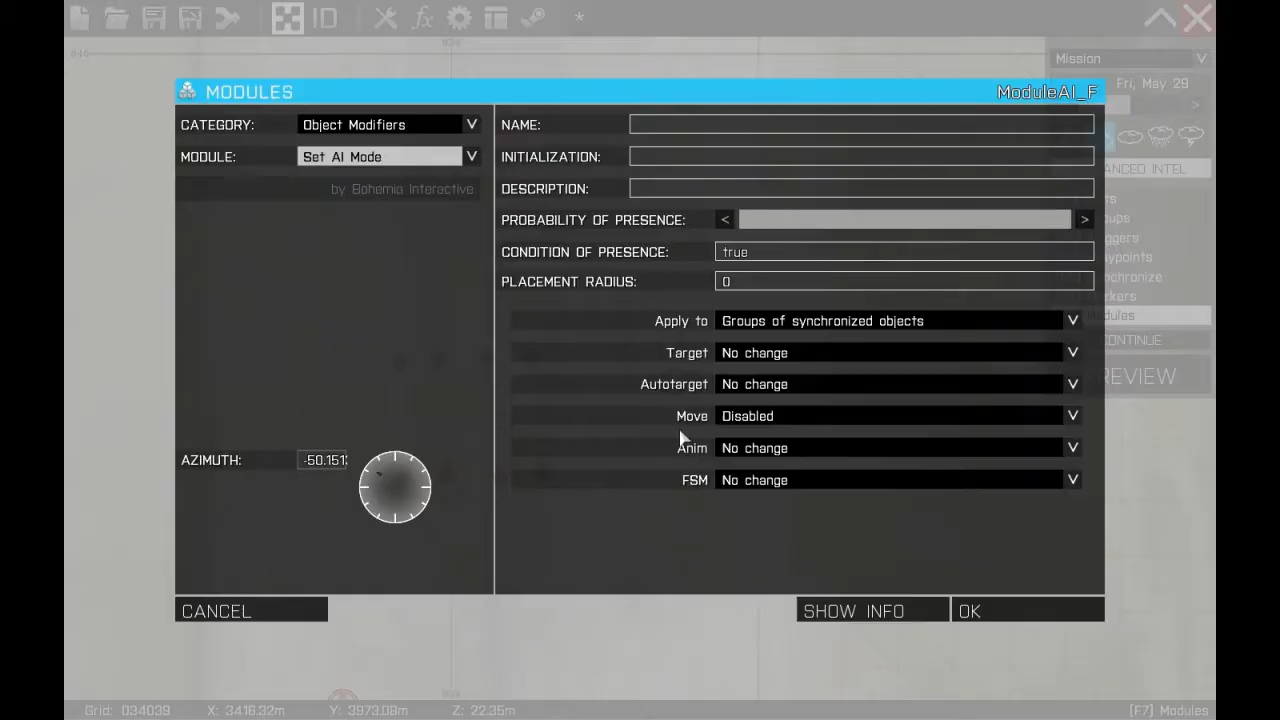 ID
*
Mission V
Fri, May 29
MODULES ModuleAI_F
CATEGORY: Object Modifiers V
MODULE: Set AI Mode V
by Bohemia Interactive
AZIMUTH: -50.151
NAME:
INITIALIZATION:
DESCRIPTION:
PROBABILITY OF PRESENCE: < >
CONDITION OF PRESENCE: true
PLACEMENT RADIUS: 0
Apply to Groups of synchronized objects V
Target No change V
Autotarget No change V
Move Disabled V
Anim No change V
FSM No change V
CANCEL SHOW INFO OK
Grid: 034039 X: 3416.32m Y: 3973.08m Z: 22.35m (F7) Modules